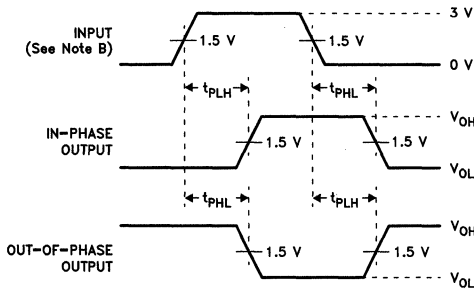 3 V
INPUT
(See Note B)
1.5 V
1.5 V
0 V
tPLH
tPHL
VOH
IN-PHASE
OUTPUT
1.5 V
1.5 V
VOL
tPHL
tPLH
VOH
OUT-OF-PHASE
OUTPUT
1.5 V
1.5 V
VOL